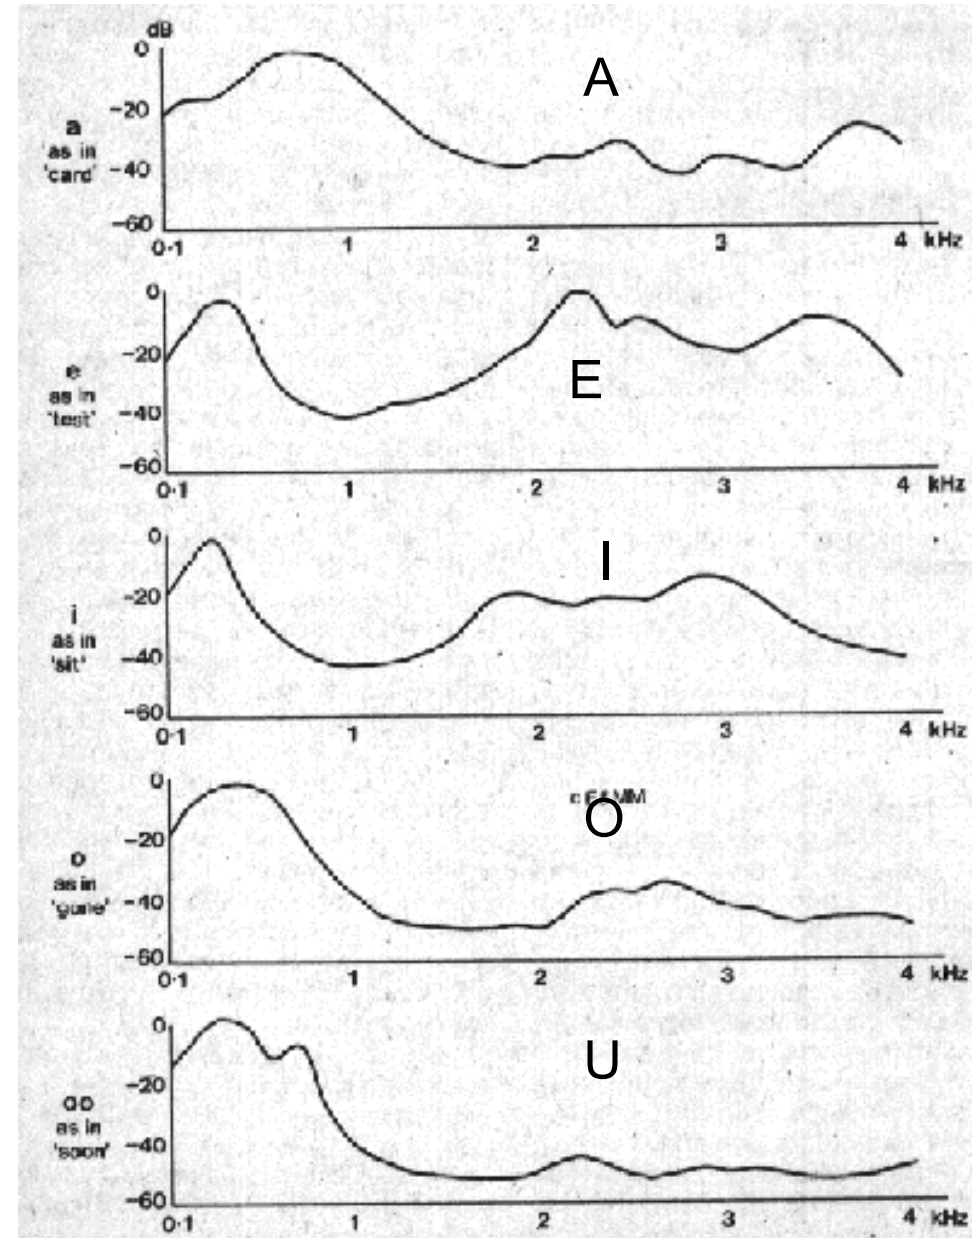 dB
0
A
-20
a
as in
'card'
-40
-60
0·1 1 2 3 4 kHz
0
-20
E
e
as in
'test'
-40
-60
0·1 1 2 3 4 kHz
0
I
-20
i
as in
'sit'
-40
-60
0·1 1 2 3 4 kHz
0
O
-20
o
as in
'gone'
-40
-60
0·1 1 2 3 4 kHz
0
U
-20
oo
as in
'soon'
-40
-60
0·1 1 2 3 4 kHz